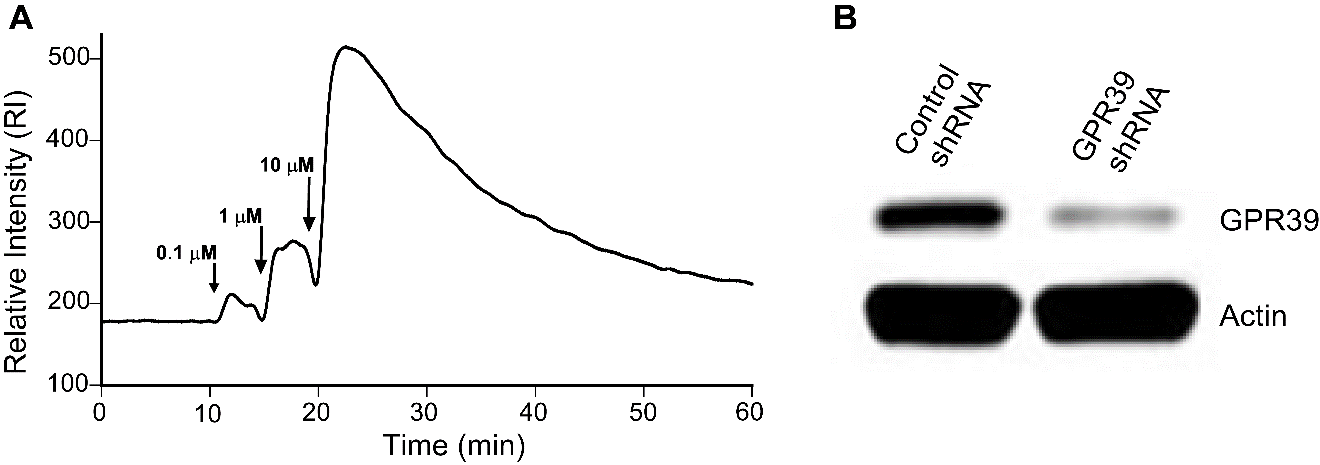 A
Relative Intensity (RI)
500
400
300
200
100
0.1 μM
1 μM
10 μM
0
10
20
30
40
50
60
Time (min)
B
Control
shRNA
GPR39
shRNA
GPR39
Actin